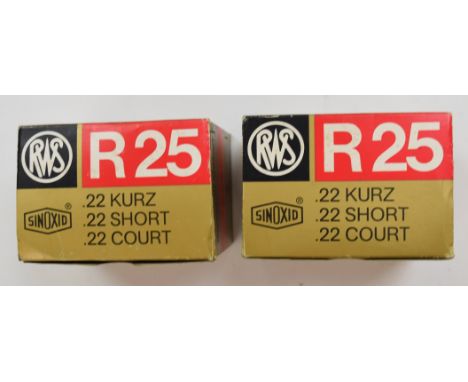 RWS R 25
SINOXID ®
.22 KURZ
.22 SHORT
.22 COURT
RWS R 25
SINOXID ®
.22 KURZ
.22 SHORT
.22 COURT